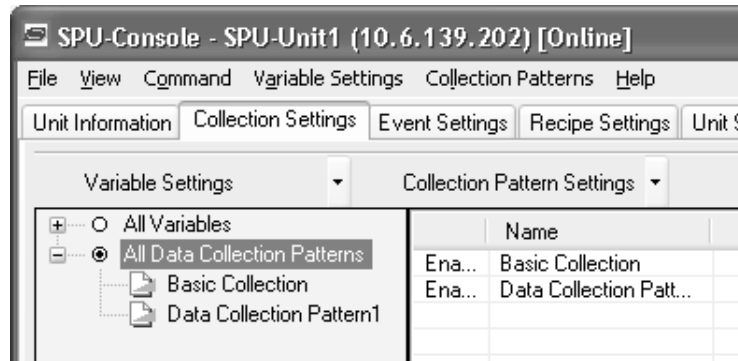 SPU-Console - SPU-Unit1 (10.6.139.202) [Online]
File View Command Variable Settings Collection Patterns Help
Unit Information Collection Settings Event Settings Recipe Settings Unit
Variable Settings Collection Pattern Settings
All Variables
All Data Collection Patterns
Basic Collection
Data Collection Pattern1
Name
Ena... Basic Collection
Ena... Data Collection Patt...